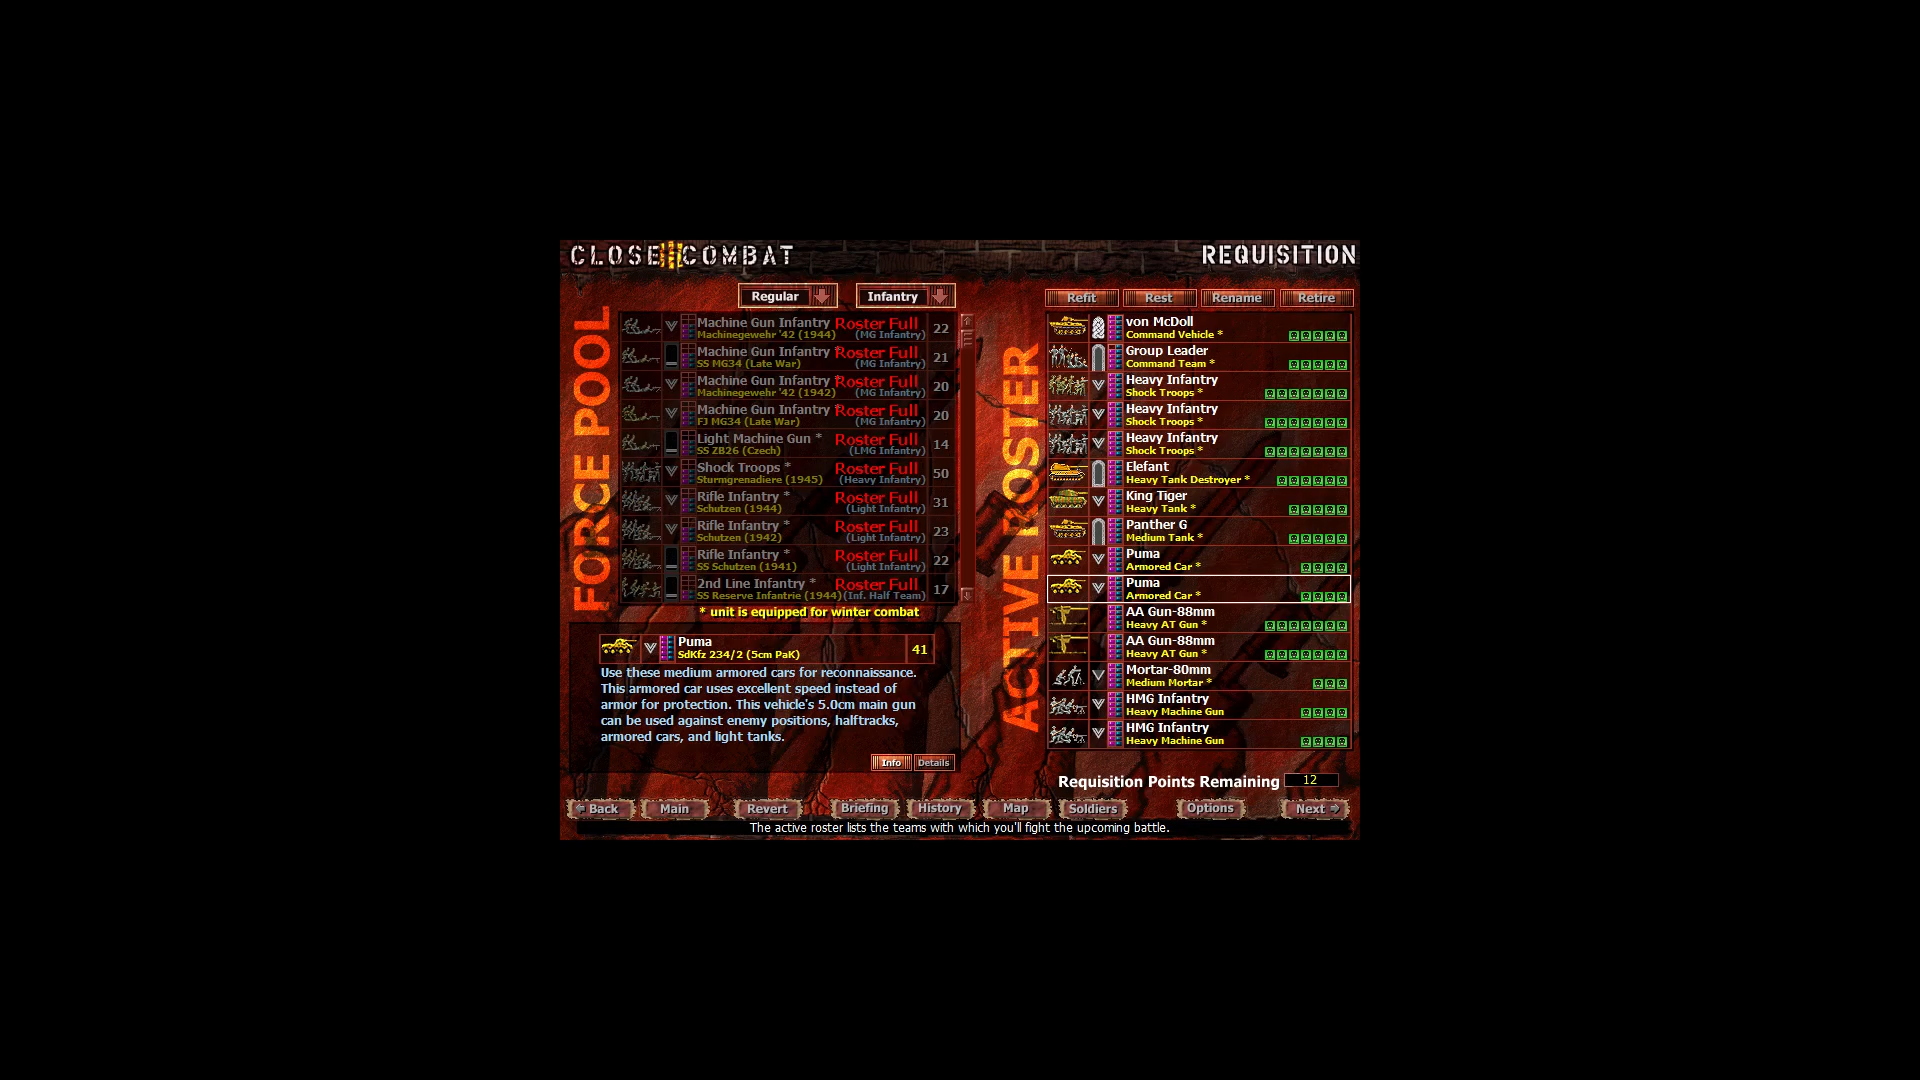 CLOSE COMBAT
REQUISITION
Regular
Infantry
Refit
Rest
Rename
Retire
FORCE POOL
Machine Gun Infantry Roster Full 22
Machinegewehr '42 (1944) (MG Infantry)
Machine Gun Infantry Roster Full 21
SS MG34 (Late War) (MG Infantry)
Machine Gun Infantry * Roster Full 20
Machinegewehr '42 (1942) (MG Infantry)
Machine Gun Infantry * Roster Full 20
FJ MG34 (Late War) (MG Infantry)
Light Machine Gun * Roster Full 14
SS ZB26 (Czech) (LMG Infantry)
Shock Troops * Roster Full 50
Sturmgrenadiere (1945) (Heavy Infantry)
Rifle Infantry * Roster Full 31
Schutzen (1944) (Light Infantry)
Rifle Infantry * Roster Full 23
Schutzen (1942) (Light Infantry)
Rifle Infantry * Roster Full 22
SS Schutzen (1941) (Light Infantry)
2nd Line Infantry * Roster Full 17
SS Reserve Infantrie (1944)(Inf. Half Team)
* unit is equipped for winter combat
Puma 41
SdKfz 234/2 (5cm PaK)
Use these medium armored cars for reconnaissance.
This armored car uses excellent speed instead of
armor for protection. This vehicle's 5.0cm main gun
can be used against enemy positions, halftracks,
armored cars, and light tanks.
Info
Details
ACTIVE ROSTER
von McDoll
Command Vehicle *
Group Leader
Command Team *
Heavy Infantry
Shock Troops *
Heavy Infantry
Shock Troops *
Heavy Infantry
Shock Troops *
Elefant
Heavy Tank Destroyer *
King Tiger
Heavy Tank *
Panther G
Medium Tank *
Puma
Armored Car *
Puma
Armored Car *
AA Gun-88mm
Heavy AT Gun *
AA Gun-88mm
Heavy AT Gun *
Mortar-80mm
Medium Mortar *
HMG Infantry
Heavy Machine Gun
HMG Infantry
Heavy Machine Gun
Requisition Points Remaining 12
Back
Main
Revert
Briefing
History
Map
Soldiers
Options
Next
The active roster lists the teams with which you'll fight the upcoming battle.